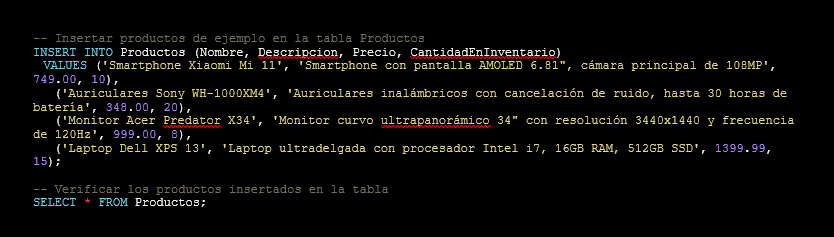 -- Insertar productos de ejemplo en la tabla Productos
INSERT INTO Productos (Nombre, Descripcion, Precio, CantidadEnInventario)
VALUES ('Smartphone Xiaomi Mi 11', 'Smartphone con pantalla AMOLED 6.81", cámara principal de 108MP',
749.00, 10),
('Auriculares Sony WH-1000XM4', 'Auriculares inalámbricos con cancelación de ruido, hasta 30 horas de
batería', 348.00, 20),
('Monitor Acer Predator X34', 'Monitor curvo ultrapanorámico 34" con resolución 3440x1440 y frecuencia
de 120Hz', 999.00, 8),
('Laptop Dell XPS 13', 'Laptop ultradelgada con procesador Intel i7, 16GB RAM, 512GB SSD', 1399.99,
15);
-- Verificar los productos insertados en la tabla
SELECT * FROM Productos;